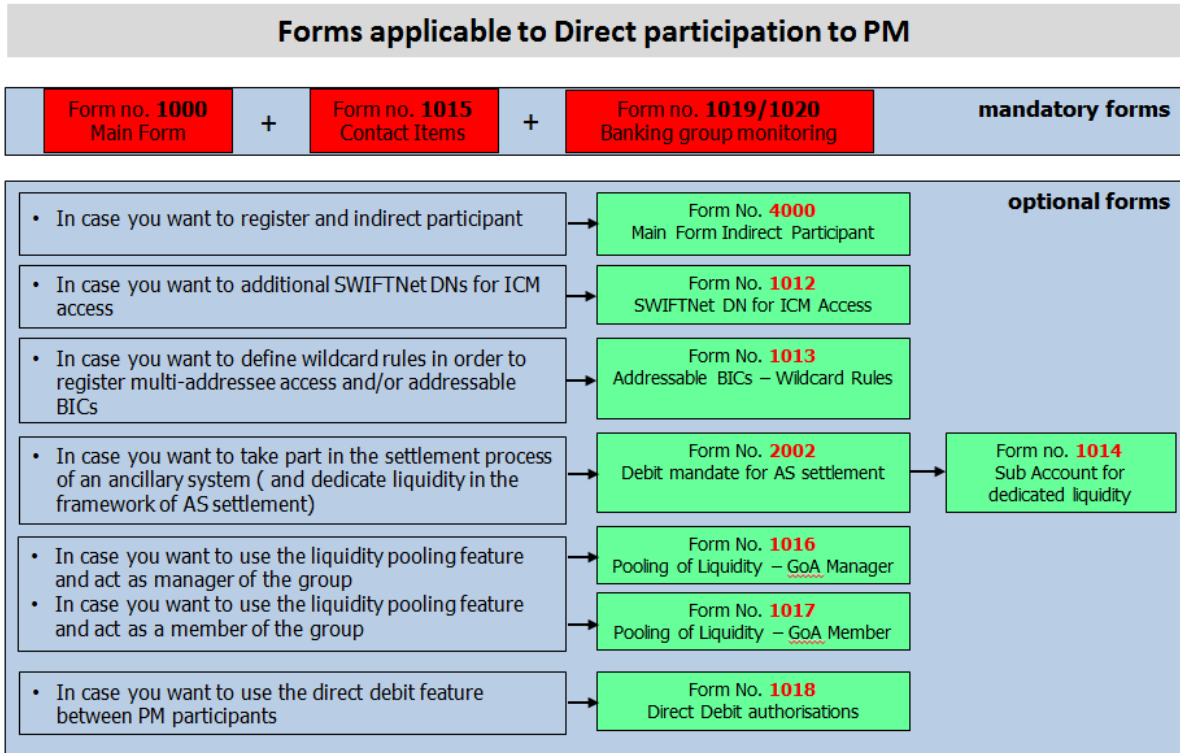 Forms applicable to Direct participation to PM
Form no. 1000
Main Form
+
Form no. 1015
Contact Items
+
Form no. 1019/1020
Banking group monitoring
mandatory forms
optional forms
• In case you want to register and indirect participant
Form No. 4000
Main Form Indirect Participant
• In case you want to additional SWIFTNet DNs for ICM
access
Form No. 1012
SWIFTNet DN for ICM Access
• In case you want to define wildcard rules in order to
register multi-addressee access and/or addressable
BICs
Form No. 1013
Addressable BICs – Wildcard Rules
• In case you want to take part in the settlement process
of an ancillary system ( and dedicate liquidity in the
framework of AS settlement)
Form No. 2002
Debit mandate for AS settlement
Form no. 1014
Sub Account for
dedicated liquidity
• In case you want to use the liquidity pooling feature
and act as manager of the group
Form No. 1016
Pooling of Liquidity – GoA Manager
• In case you want to use the liquidity pooling feature
and act as a member of the group
Form No. 1017
Pooling of Liquidity – GoA Member
• In case you want to use the direct debit feature
between PM participants
Form No. 1018
Direct Debit authorisations